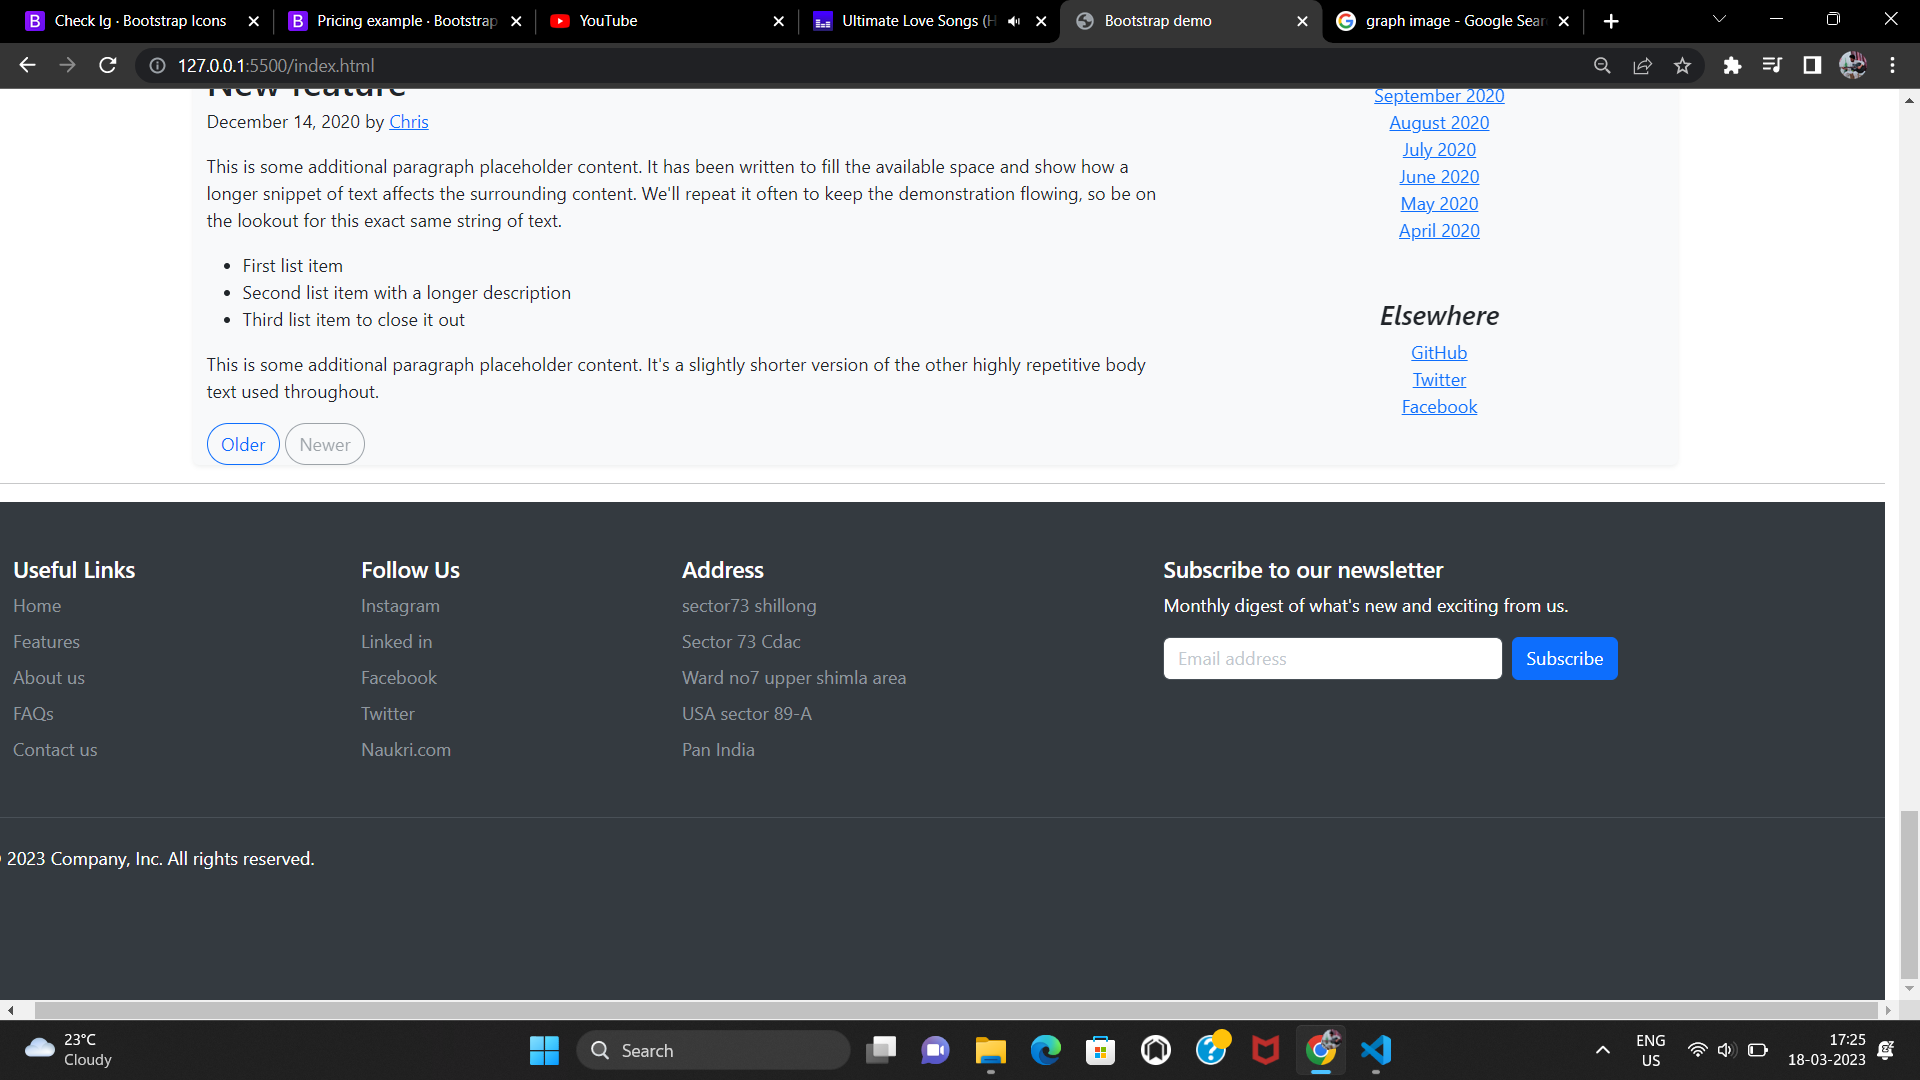 Check lg · Bootstrap Icons
Pricing example · Bootstrap
YouTube
Ultimate Love Songs (H
Bootstrap demo
graph image - Google Sear
127.0.0.1:5500/index.html
New feature
December 14, 2020 by Chris
This is some additional paragraph placeholder content. It has been written to fill the available space and show how a
longer snippet of text affects the surrounding content. We'll repeat it often to keep the demonstration flowing, so be on
the lookout for this exact same string of text.
• First list item
• Second list item with a longer description
• Third list item to close it out
This is some additional paragraph placeholder content. It's a slightly shorter version of the other highly repetitive body
text used throughout.
Older
Newer
September 2020
August 2020
July 2020
June 2020
May 2020
April 2020
Elsewhere
GitHub
Twitter
Facebook
Useful Links
Home
Features
About us
FAQs
Contact us
Follow Us
Instagram
Linked in
Facebook
Twitter
Naukri.com
Address
sector73 shillong
Sector 73 Cdac
Ward no7 upper shimla area
USA sector 89-A
Pan India
Subscribe to our newsletter
Monthly digest of what's new and exciting from us.
Email address
Subscribe
© 2023 Company, Inc. All rights reserved.
23°C
Cloudy
Search
ENG
US
17:25
18-03-2023